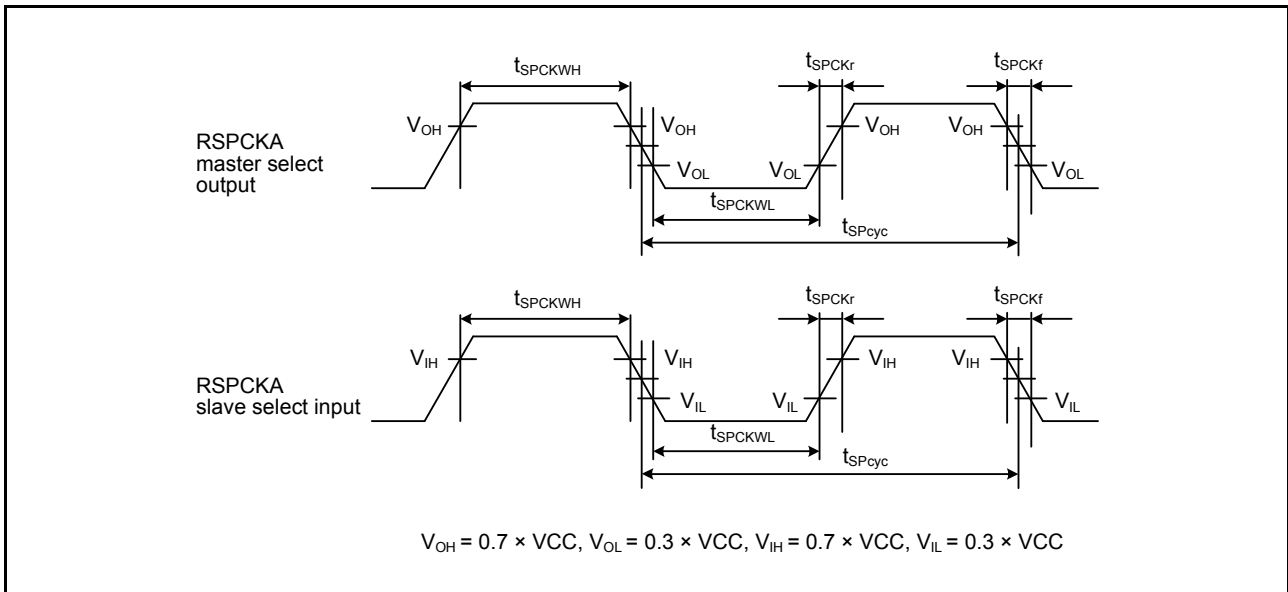 tSPCKWH
tSPCKr
tSPCKf
VOH
VOH
VOH
VOH
RSPCKA
master select
output
VOL
VOL
VOL
tSPCKWL
tSPcyc
tSPCKWH
tSPCKr
tSPCKf
VIH
VIH
VIH
VIH
RSPCKA
slave select input
VIL
VIL
VIL
tSPCKWL
tSPcyc
VOH = 0.7 × VCC, VOL = 0.3 × VCC, VIH = 0.7 × VCC, VIL = 0.3 × VCC